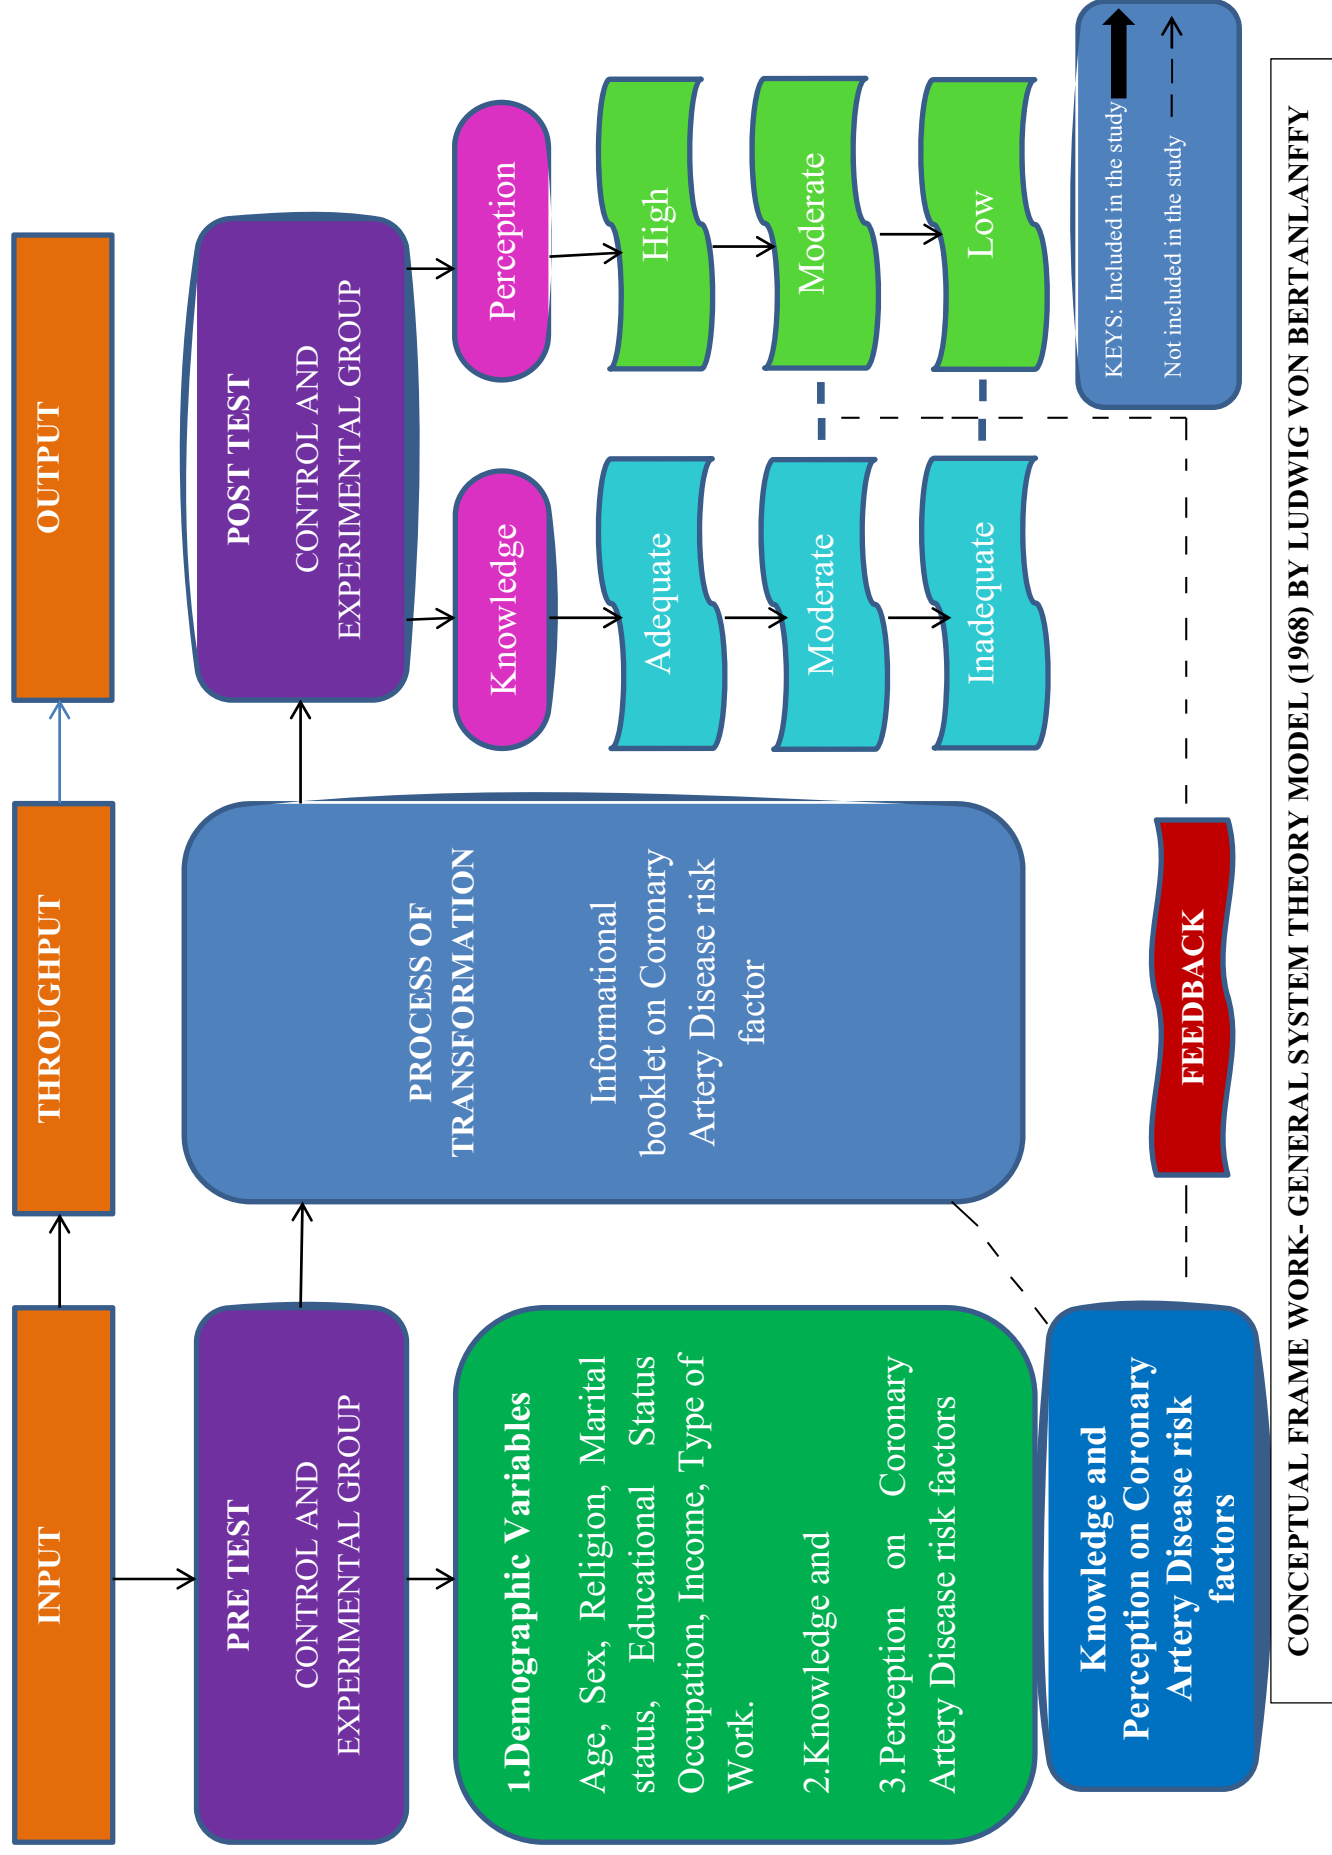 INPUT
THROUGHPUT
OUTPUT
PRE TEST
CONTROL AND
EXPERIMENTAL GROUP
1.Demographic Variables
Age, Sex, Religion, Marital
status, Educational Status
Occupation, Income, Type of
Work.
2.Knowledge and
3.Perception on Coronary
Artery Disease risk factors
Knowledge and
Perception on Coronary
Artery Disease risk
factors
PROCESS OF
TRANSFORMATION
Informational
booklet on Coronary
Artery Disease risk
factor
FEEDBACK
POST TEST
CONTROL AND
EXPERIMENTAL GROUP
Knowledge
Adequate
Moderate
Inadequate
Perception
High
Moderate
Low
KEYS: Included in the study
Not included in the study
CONCEPTUAL FRAME WORK- GENERAL SYSTEM THEORY MODEL (1968) BY LUDWIG VON BERTANLANFFY